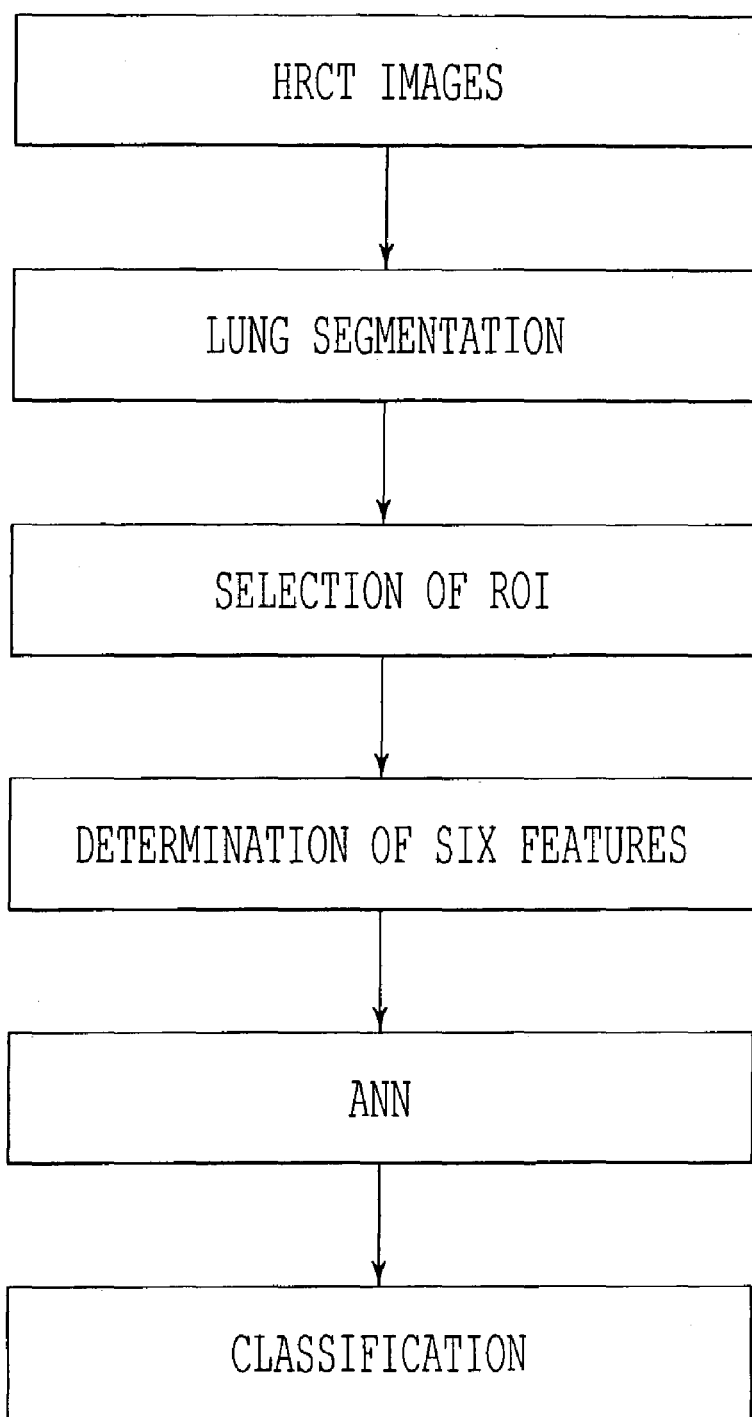 HRCT IMAGES
LUNG SEGMENTATION
SELECTION OF ROI
DETERMINATION OF SIX FEATURES
ANN
CLASSIFICATION